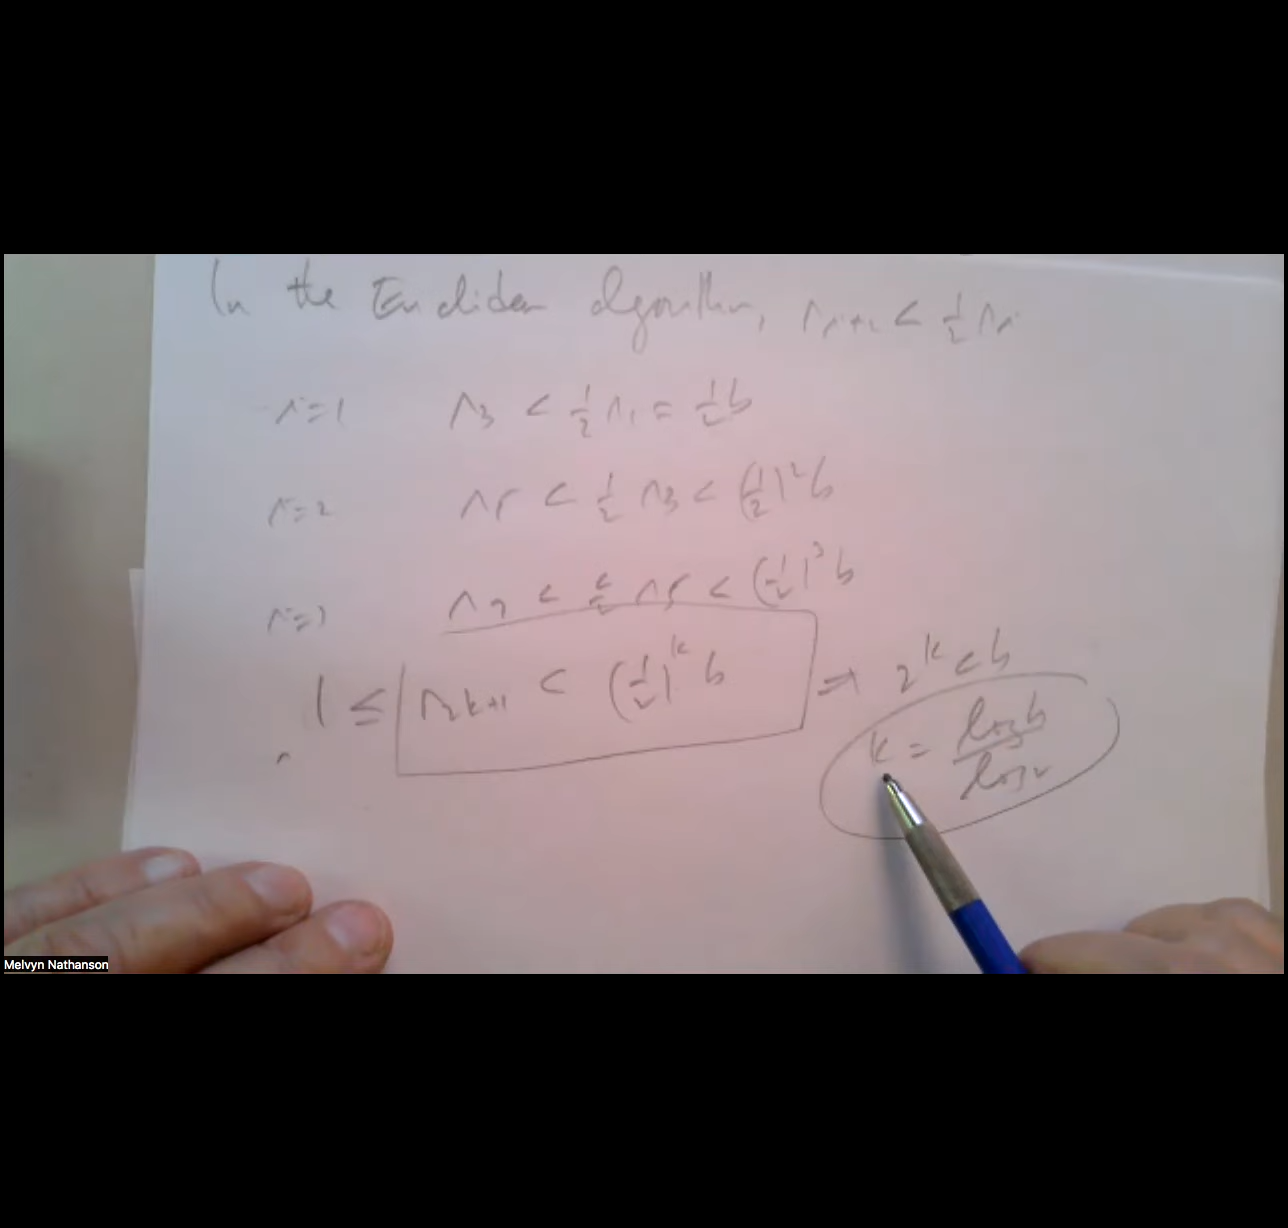 In the Euclidean algorithm, r_{i+2} < 1/2 r_i
i=1 r_3 < 1/2 r_1 = 1/2 b
i=2 r_5 < 1/2 r_3 < (1/2)^2 b
i=3 r_7 < 1/2 r_5 < (1/2)^3 b
1 ≤ r_{2k+1} < (1/2)^k b ⇒ 2^k < b
k = log b / log 2
Melvyn Nathanson